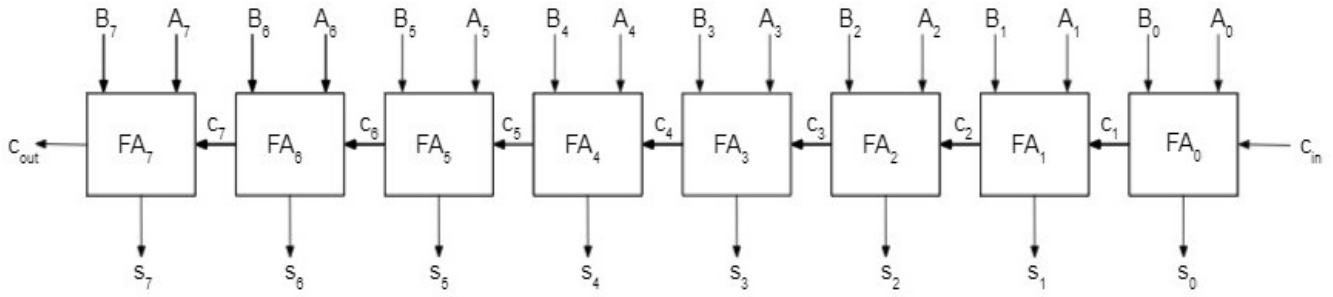 B₇ A₇ B₆ A₆ B₅ A₅ B₄ A₄ B₃ A₃ B₂ A₂ B₁ A₁ B₀ A₀
c_out FA₇ c₇ FA₆ c₆ FA₅ c₅ FA₄ c₄ FA₃ c₃ FA₂ c₂ FA₁ c₁ FA₀ c_in
s₇ s₆ s₅ s₄ s₃ s₂ s₁ s₀